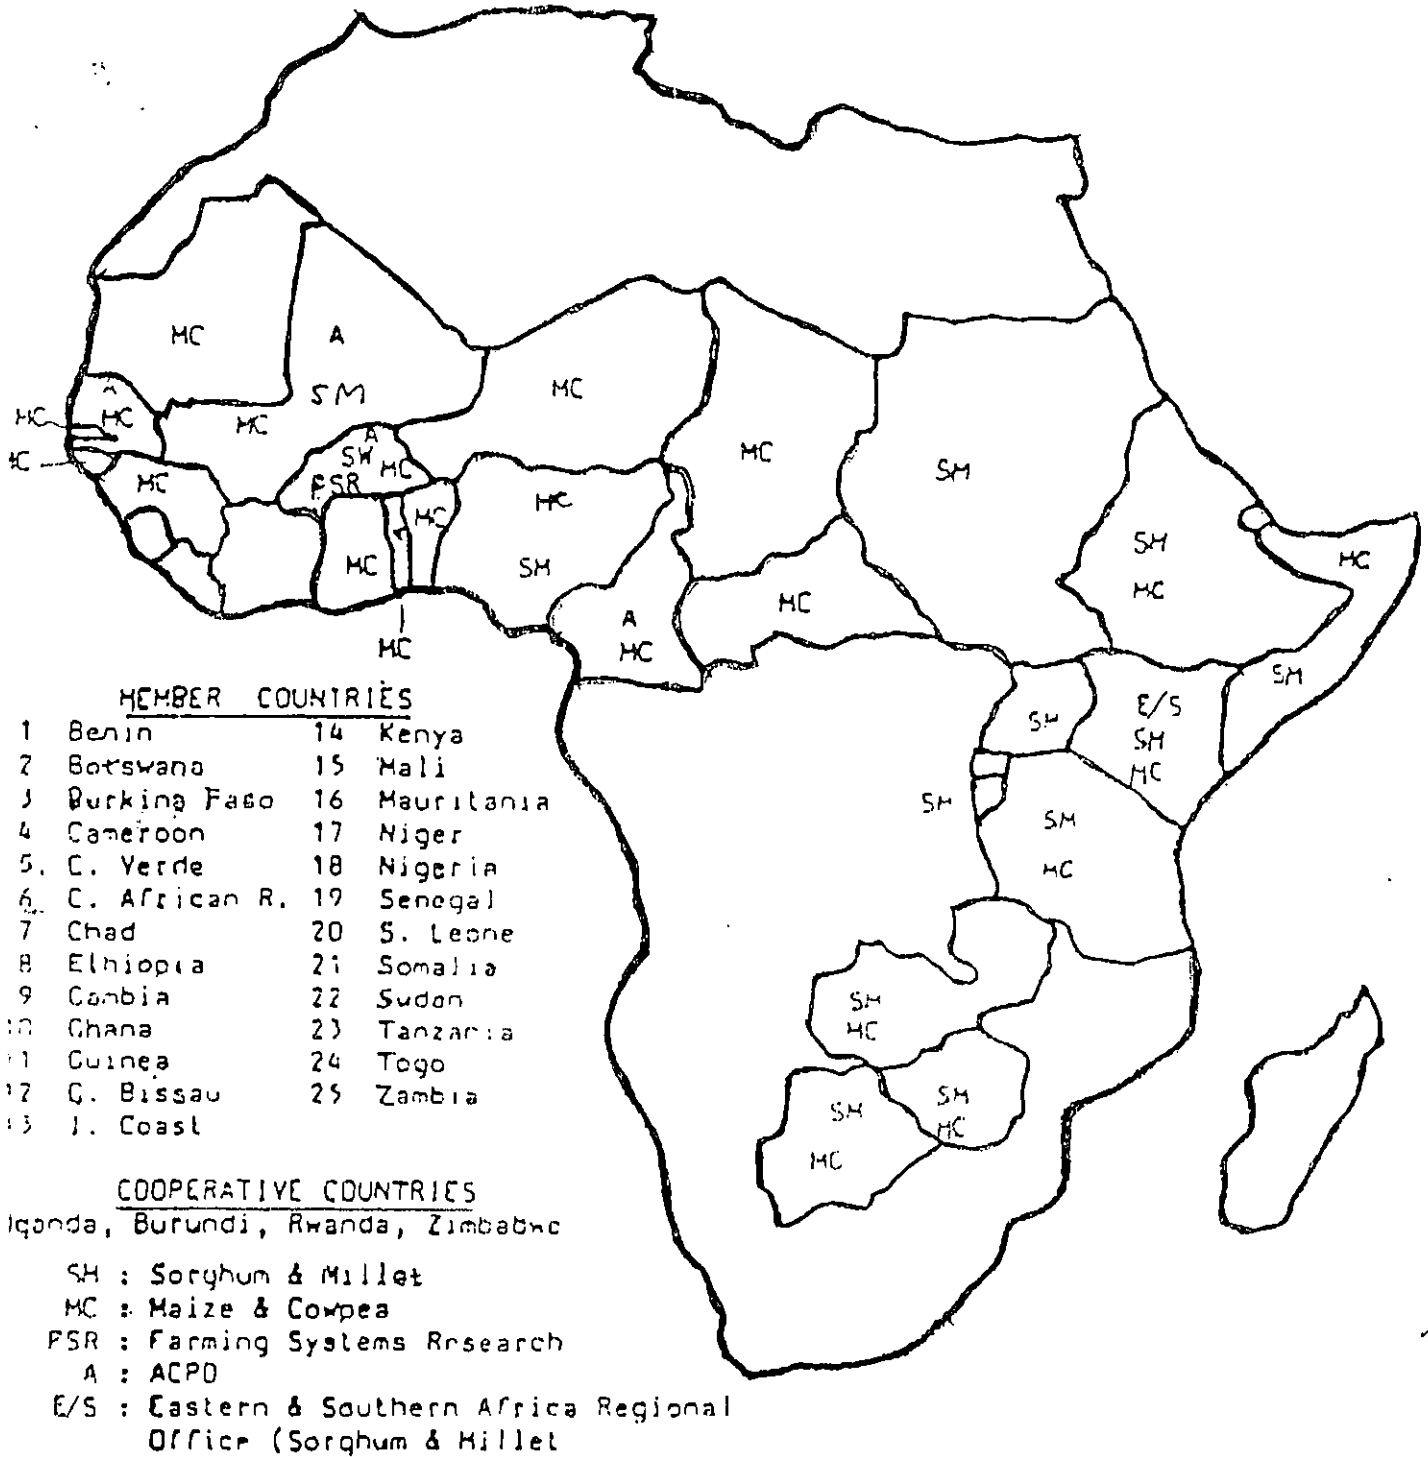 MC
A
SM
MC
A
MC
MC
MC
MC
MC
A
SM
MC
FSR
MC
MC
MC
SM
MC
MC
MC
A
MC
MC
SM
SM
MC
MC
SM
E/S
SM
MC
SM
SM
SM
MC
SM
MC
SM
MC
SM
MC
MEMBER COUNTRIES
1 Benin 14 Kenya
2 Botswana 15 Mali
3 Burkina Faso 16 Mauritania
4 Cameroon 17 Niger
5. C. Verde 18 Nigeria
6 C. African R. 19 Senegal
7 Chad 20 S. Leone
8 Ethiopia 21 Somalia
9 Gambia 22 Sudan
10 Ghana 23 Tanzania
11 Guinea 24 Togo
12 G. Bissau 25 Zambia
13 I. Coast
COOPERATIVE COUNTRIES
Uganda, Burundi, Rwanda, Zimbabwe
SM : Sorghum & Millet
MC : Maize & Cowpea
FSR : Farming Systems Research
A : ACPO
E/S : Eastern & Southern Africa Regional
Office (Sorghum & Millet